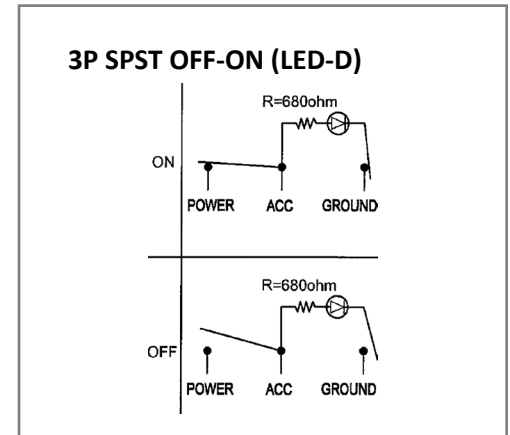 3P SPST OFF-ON (LED-D)
R=680ohm
ON
POWER ACC GROUND
R=680ohm
OFF
POWER ACC GROUND